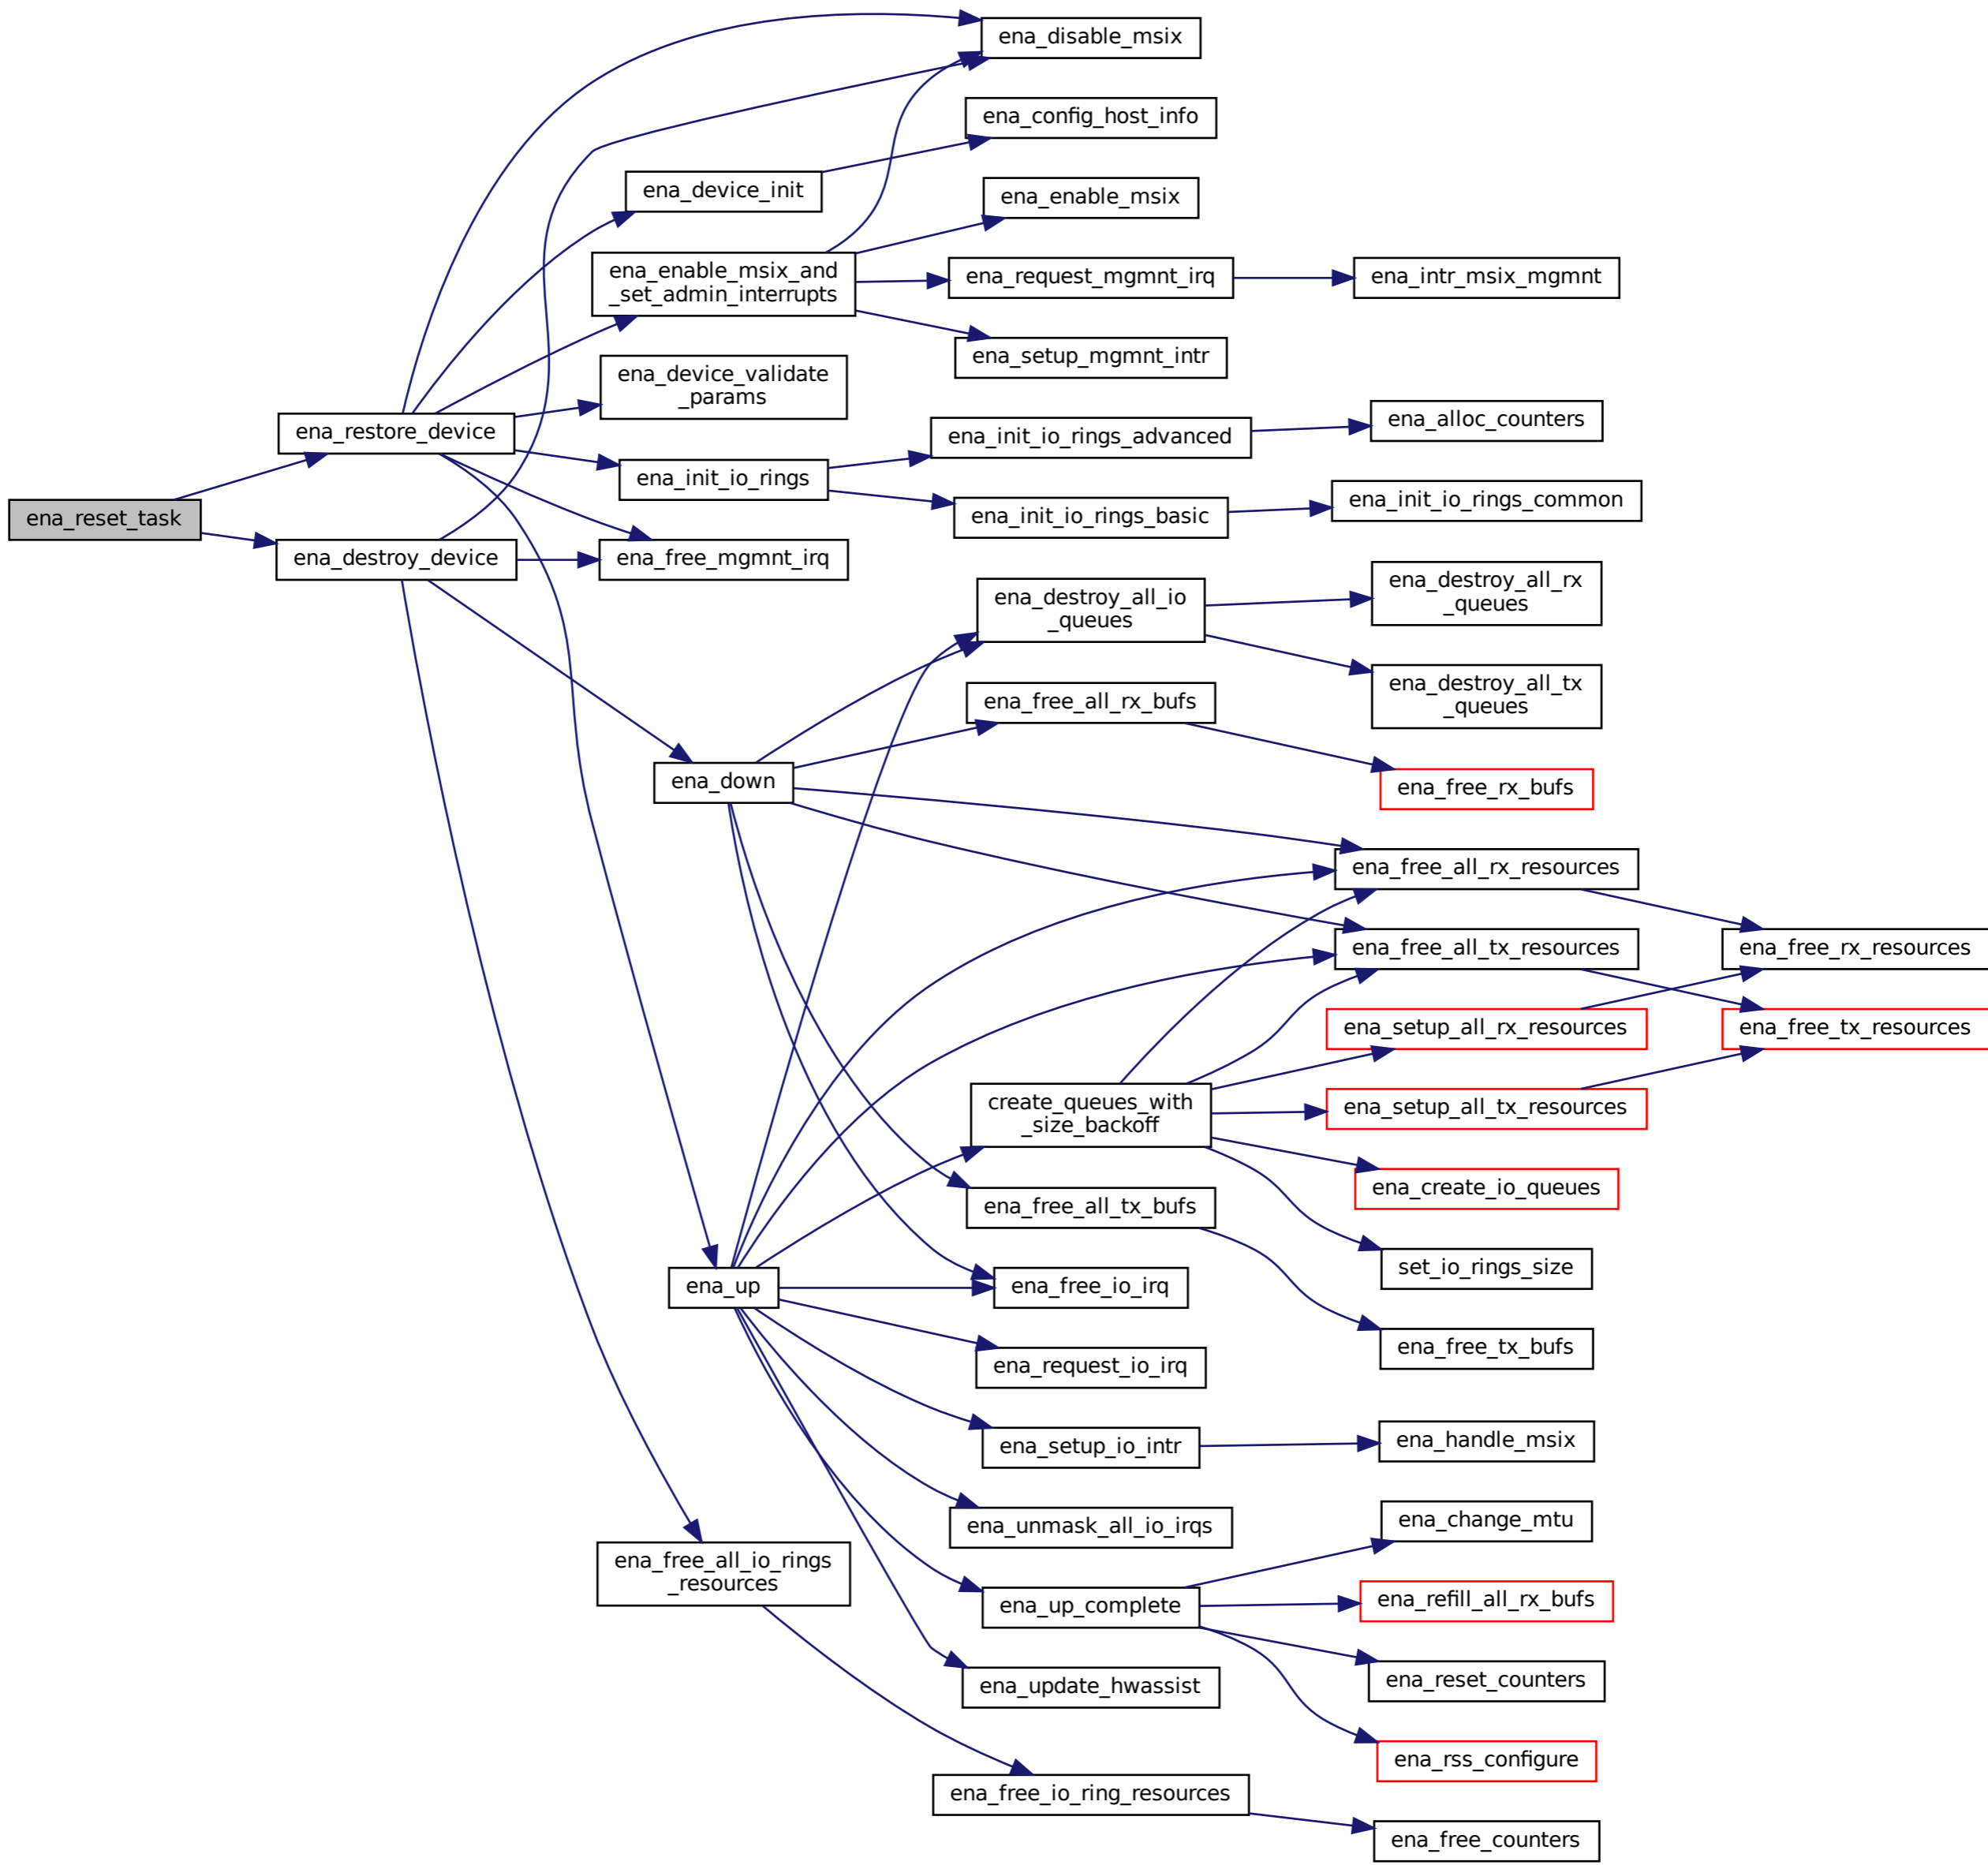 ena_reset_task
ena_restore_device
ena_destroy_device
ena_device_init
ena_enable_msix_and
_set_admin_interrupts
ena_device_validate
_params
ena_init_io_rings
ena_free_mgmnt_irq
ena_down
ena_up
ena_free_all_io_rings
_resources
ena_disable_msix
ena_config_host_info
ena_enable_msix
ena_request_mgmnt_irq
ena_setup_mgmnt_intr
ena_init_io_rings_advanced
ena_init_io_rings_basic
ena_destroy_all_io
_queues
ena_free_all_rx_bufs
create_queues_with
_size_backoff
ena_free_all_tx_bufs
ena_free_io_irq
ena_request_io_irq
ena_setup_io_intr
ena_unmask_all_io_irqs
ena_up_complete
ena_update_hwassist
ena_free_io_ring_resources
ena_intr_msix_mgmnt
ena_alloc_counters
ena_init_io_rings_common
ena_destroy_all_rx
_queues
ena_destroy_all_tx
_queues
ena_free_rx_bufs
ena_free_all_rx_resources
ena_free_all_tx_resources
ena_setup_all_rx_resources
ena_setup_all_tx_resources
ena_create_io_queues
set_io_rings_size
ena_free_tx_bufs
ena_handle_msix
ena_change_mtu
ena_refill_all_rx_bufs
ena_reset_counters
ena_rss_configure
ena_free_counters
ena_free_rx_resources
ena_free_tx_resources